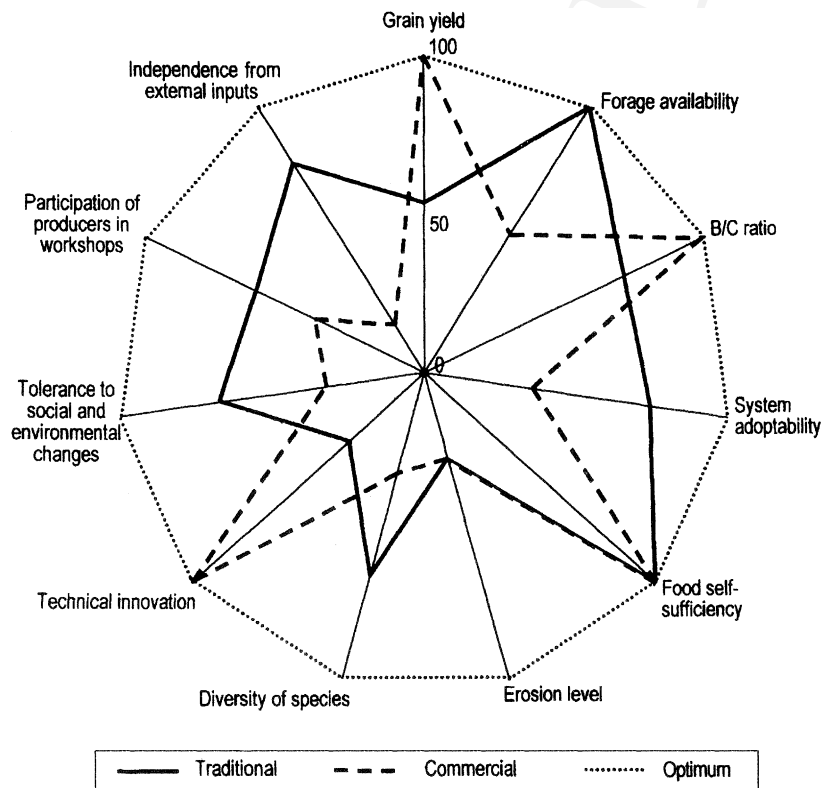 Grain yield
100
Independence from
external inputs
Forage availability
Participation of
producers in
workshops
50
B/C ratio
0
Tolerance to
social and
environmental
changes
System
adoptability
Technical innovation
Food self-
sufficiency
Diversity of species
Erosion level
Traditional
Commercial
Optimum